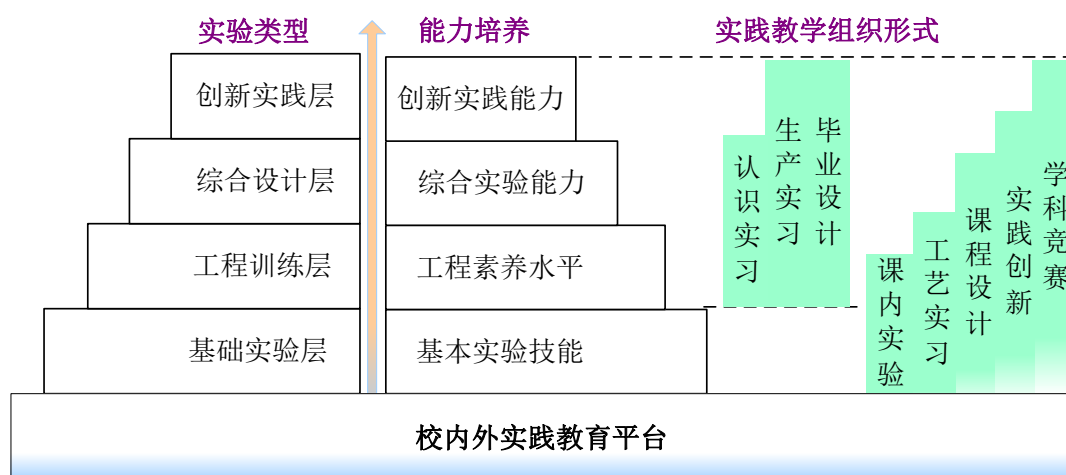 实验类型
能力培养
实践教学组织形式
创新实践层
创新实践能力
综合设计层
综合实验能力
工程训练层
工程素养水平
基础实验层
基本实验技能
认识实习
生产实习
毕业设计
课内实验
工艺实习
课程设计
实践创新
学科竞赛
校内外实践教育平台